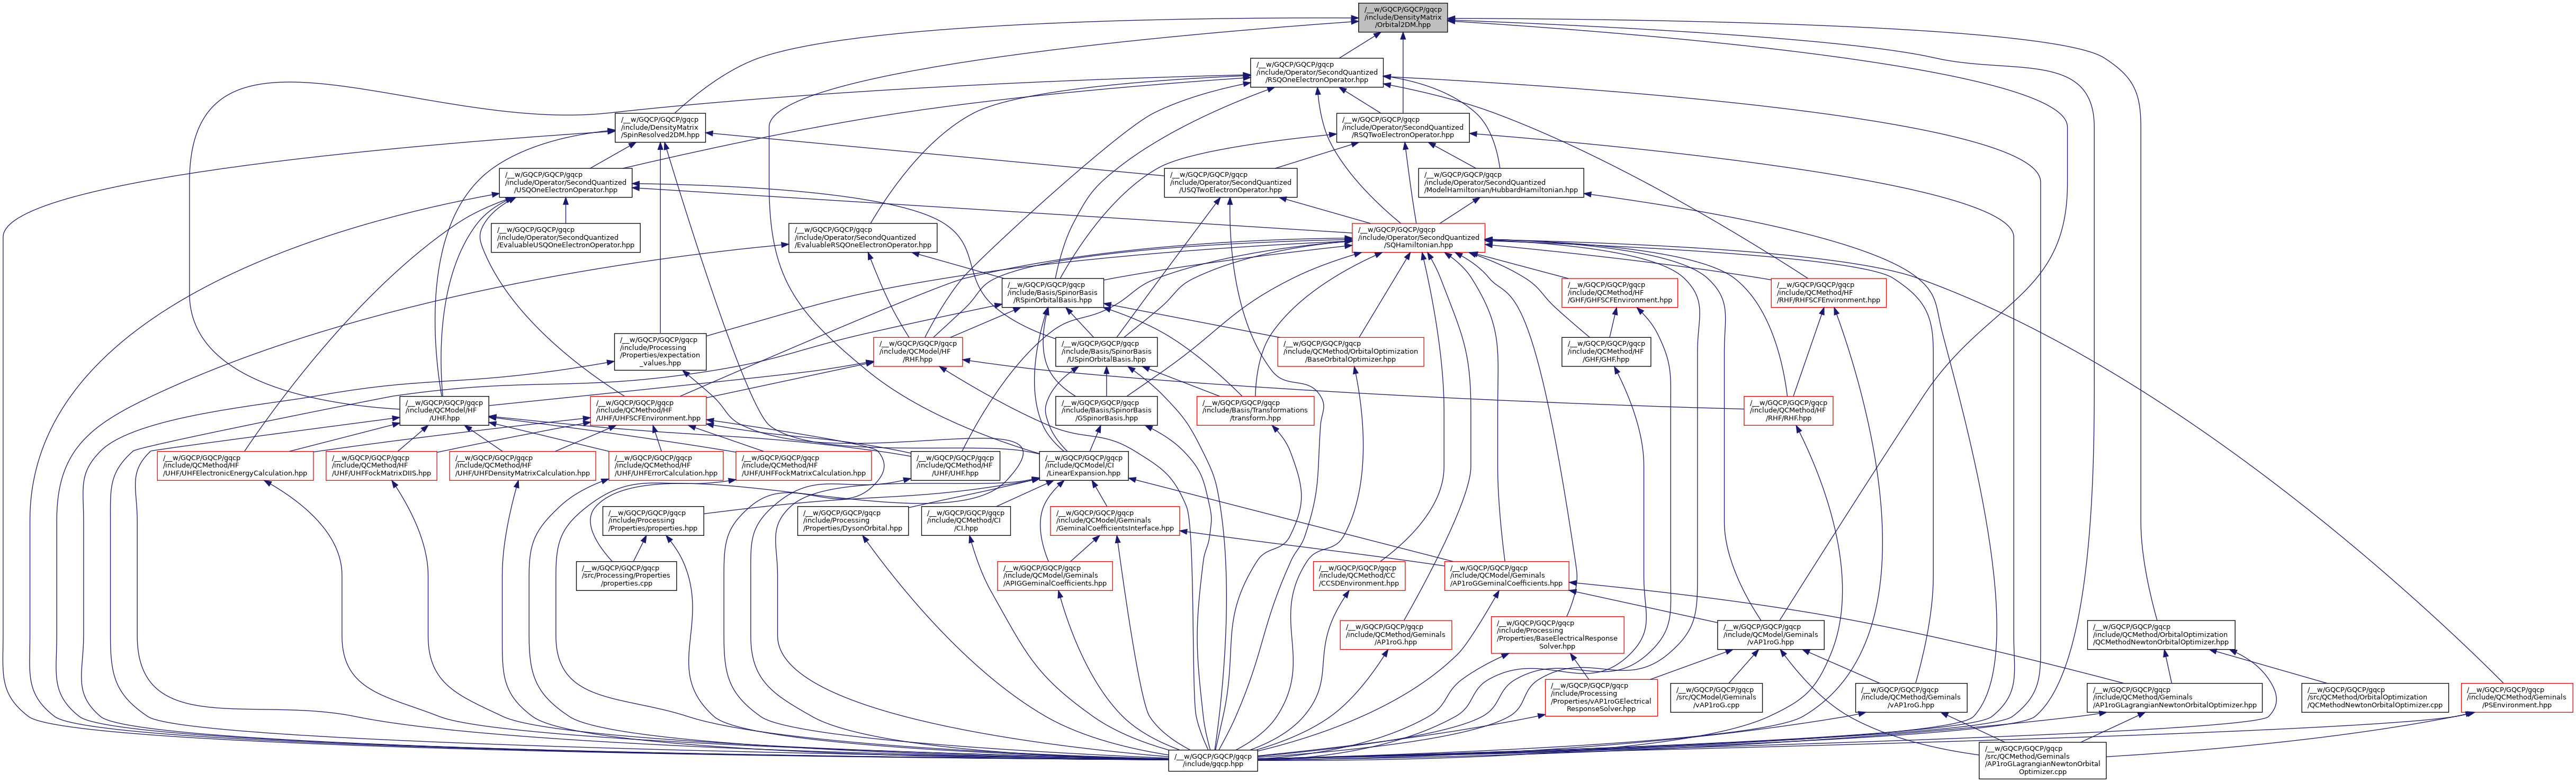 /__w/GQCP/GQCP/gqcp
/include/DensityMatrix
/Orbital2DM.hpp
/__w/GQCP/GQCP/gqcp
/include/Operator/SecondQuantized
/RSQOneElectronOperator.hpp
/__w/GQCP/GQCP/gqcp
/include/DensityMatrix
/SpinResolved2DM.hpp
/__w/GQCP/GQCP/gqcp
/include/Operator/SecondQuantized
/RSQTwoElectronOperator.hpp
/__w/GQCP/GQCP/gqcp
/include/Operator/SecondQuantized
/USQOneElectronOperator.hpp
/__w/GQCP/GQCP/gqcp
/include/Operator/SecondQuantized
/USQTwoElectronOperator.hpp
/__w/GQCP/GQCP/gqcp
/include/Operator/SecondQuantized
/ModelHamiltonian/HubbardHamiltonian.hpp
/__w/GQCP/GQCP/gqcp
/include/Operator/SecondQuantized
/EvaluableUSQOneElectronOperator.hpp
/__w/GQCP/GQCP/gqcp
/include/Operator/SecondQuantized
/EvaluableRSQOneElectronOperator.hpp
/__w/GQCP/GQCP/gqcp
/include/Operator/SecondQuantized
/SQHamiltonian.hpp
/__w/GQCP/GQCP/gqcp
/include/Basis/SpinorBasis
/RSpinOrbitalBasis.hpp
/__w/GQCP/GQCP/gqcp
/include/QCMethod/HF
/GHF/GHFSCFEnvironment.hpp
/__w/GQCP/GQCP/gqcp
/include/QCMethod/HF
/RHF/RHFSCFEnvironment.hpp
/__w/GQCP/GQCP/gqcp
/include/Processing
/Properties/expectation
_values.hpp
/__w/GQCP/GQCP/gqcp
/include/QCModel/HF
/RHF.hpp
/__w/GQCP/GQCP/gqcp
/include/Basis/SpinorBasis
/USpinOrbitalBasis.hpp
/__w/GQCP/GQCP/gqcp
/include/QCMethod/OrbitalOptimization
/BaseOrbitalOptimizer.hpp
/__w/GQCP/GQCP/gqcp
/include/QCMethod/HF
/GHF/GHF.hpp
/__w/GQCP/GQCP/gqcp
/include/QCModel/HF
/UHF.hpp
/__w/GQCP/GQCP/gqcp
/include/QCMethod/HF
/UHF/UHFSCFEnvironment.hpp
/__w/GQCP/GQCP/gqcp
/include/Basis/SpinorBasis
/GSpinorBasis.hpp
/__w/GQCP/GQCP/gqcp
/include/Basis/Transformations
/transform.hpp
/__w/GQCP/GQCP/gqcp
/include/QCMethod/HF
/RHF/RHF.hpp
/__w/GQCP/GQCP/gqcp
/include/QCMethod/HF
/UHF/UHFElectronicEnergyCalculation.hpp
/__w/GQCP/GQCP/gqcp
/include/QCMethod/HF
/UHF/UHFFockMatrixDIIS.hpp
/__w/GQCP/GQCP/gqcp
/include/QCMethod/HF
/UHF/UHFDensityMatrixCalculation.hpp
/__w/GQCP/GQCP/gqcp
/include/QCMethod/HF
/UHF/UHFErrorCalculation.hpp
/__w/GQCP/GQCP/gqcp
/include/QCMethod/HF
/UHF/UHFFockMatrixCalculation.hpp
/__w/GQCP/GQCP/gqcp
/include/QCMethod/HF
/UHF/UHF.hpp
/__w/GQCP/GQCP/gqcp
/include/QCModel/CI
/LinearExpansion.hpp
/__w/GQCP/GQCP/gqcp
/include/Processing
/Properties/properties.hpp
/__w/GQCP/GQCP/gqcp
/include/Processing
/Properties/DysonOrbital.hpp
/__w/GQCP/GQCP/gqcp
/include/QCMethod/CI
/CI.hpp
/__w/GQCP/GQCP/gqcp
/include/QCModel/Geminals
/GeminalCoefficientsInterface.hpp
/__w/GQCP/GQCP/gqcp
/src/Processing/Properties
/properties.cpp
/__w/GQCP/GQCP/gqcp
/include/QCModel/Geminals
/APIGGeminalCoefficients.hpp
/__w/GQCP/GQCP/gqcp
/include/QCMethod/CC
/CCSDEnvironment.hpp
/__w/GQCP/GQCP/gqcp
/include/QCModel/Geminals
/AP1roGGeminalCoefficients.hpp
/__w/GQCP/GQCP/gqcp
/include/QCMethod/Geminals
/AP1roG.hpp
/__w/GQCP/GQCP/gqcp
/include/Processing
/Properties/BaseElectricalResponse
Solver.hpp
/__w/GQCP/GQCP/gqcp
/include/QCModel/Geminals
/vAP1roG.hpp
/__w/GQCP/GQCP/gqcp
/include/QCMethod/OrbitalOptimization
/QCMethodNewtonOrbitalOptimizer.hpp
/__w/GQCP/GQCP/gqcp
/include/Processing
/Properties/vAP1roGElectrical
ResponseSolver.hpp
/__w/GQCP/GQCP/gqcp
/src/QCModel/Geminals
/vAP1roG.cpp
/__w/GQCP/GQCP/gqcp
/include/QCMethod/Geminals
/vAP1roG.hpp
/__w/GQCP/GQCP/gqcp
/include/QCMethod/Geminals
/AP1roGLagrangianNewtonOrbitalOptimizer.hpp
/__w/GQCP/GQCP/gqcp
/src/QCMethod/OrbitalOptimization
/QCMethodNewtonOrbitalOptimizer.cpp
/__w/GQCP/GQCP/gqcp
/include/QCMethod/Geminals
/PSEnvironment.hpp
/__w/GQCP/GQCP/gqcp
/include/gqcp.hpp
/__w/GQCP/GQCP/gqcp
/src/QCMethod/Geminals
/AP1roGLagrangianNewtonOrbital
Optimizer.cpp